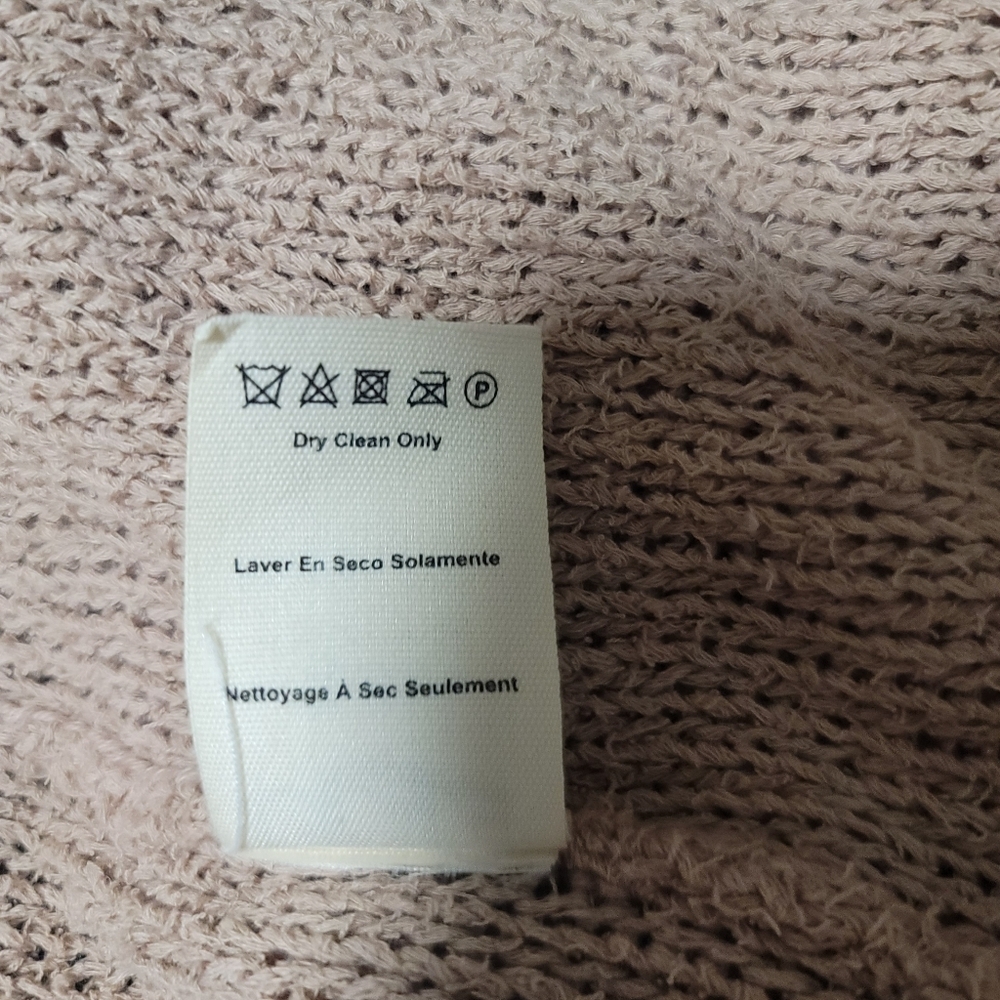 P
Dry Clean Only
Laver En Seco Solamente
Nettoyage À Sec Seulement